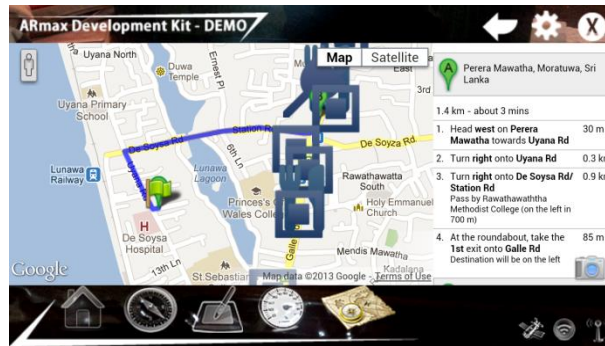 ARmax Development Kit - DEMO
X
Map Satellite
Uyana North
Duwa
Temple
Ernest Pl
East
3rd
Uyana Primary
School
De Soysa Rd
Station R
De Soyza Rd
6th Ln
Lunawa
Railway
Lunawa
Lagoon
Uyana Rd
Rawathawatta
South
Princess's
Wales Colle
Holy Emmanuel
Church
H
De Soysa
Hospital
Galle
Mendis Mawatha
13th Ln
St.Sebastian
Kadalana
Google
Map data ©2013 Google - Terms of Use
A
Perera Mawatha, Moratuwa, Sri
Lanka
1.4 km - about 3 mins
1. Head west on Perera 30 m
Mawatha towards Uyana Rd
2. Turn right onto Uyana Rd 0.3 k
3. Turn right onto De Soysa Rd/ 0.9 k
Station Rd
Pass by Rawathawaththa
Methodist College (on the left in
700 m)
4. At the roundabout, take the 85 m
1st exit onto Galle Rd
Destination will be on the left